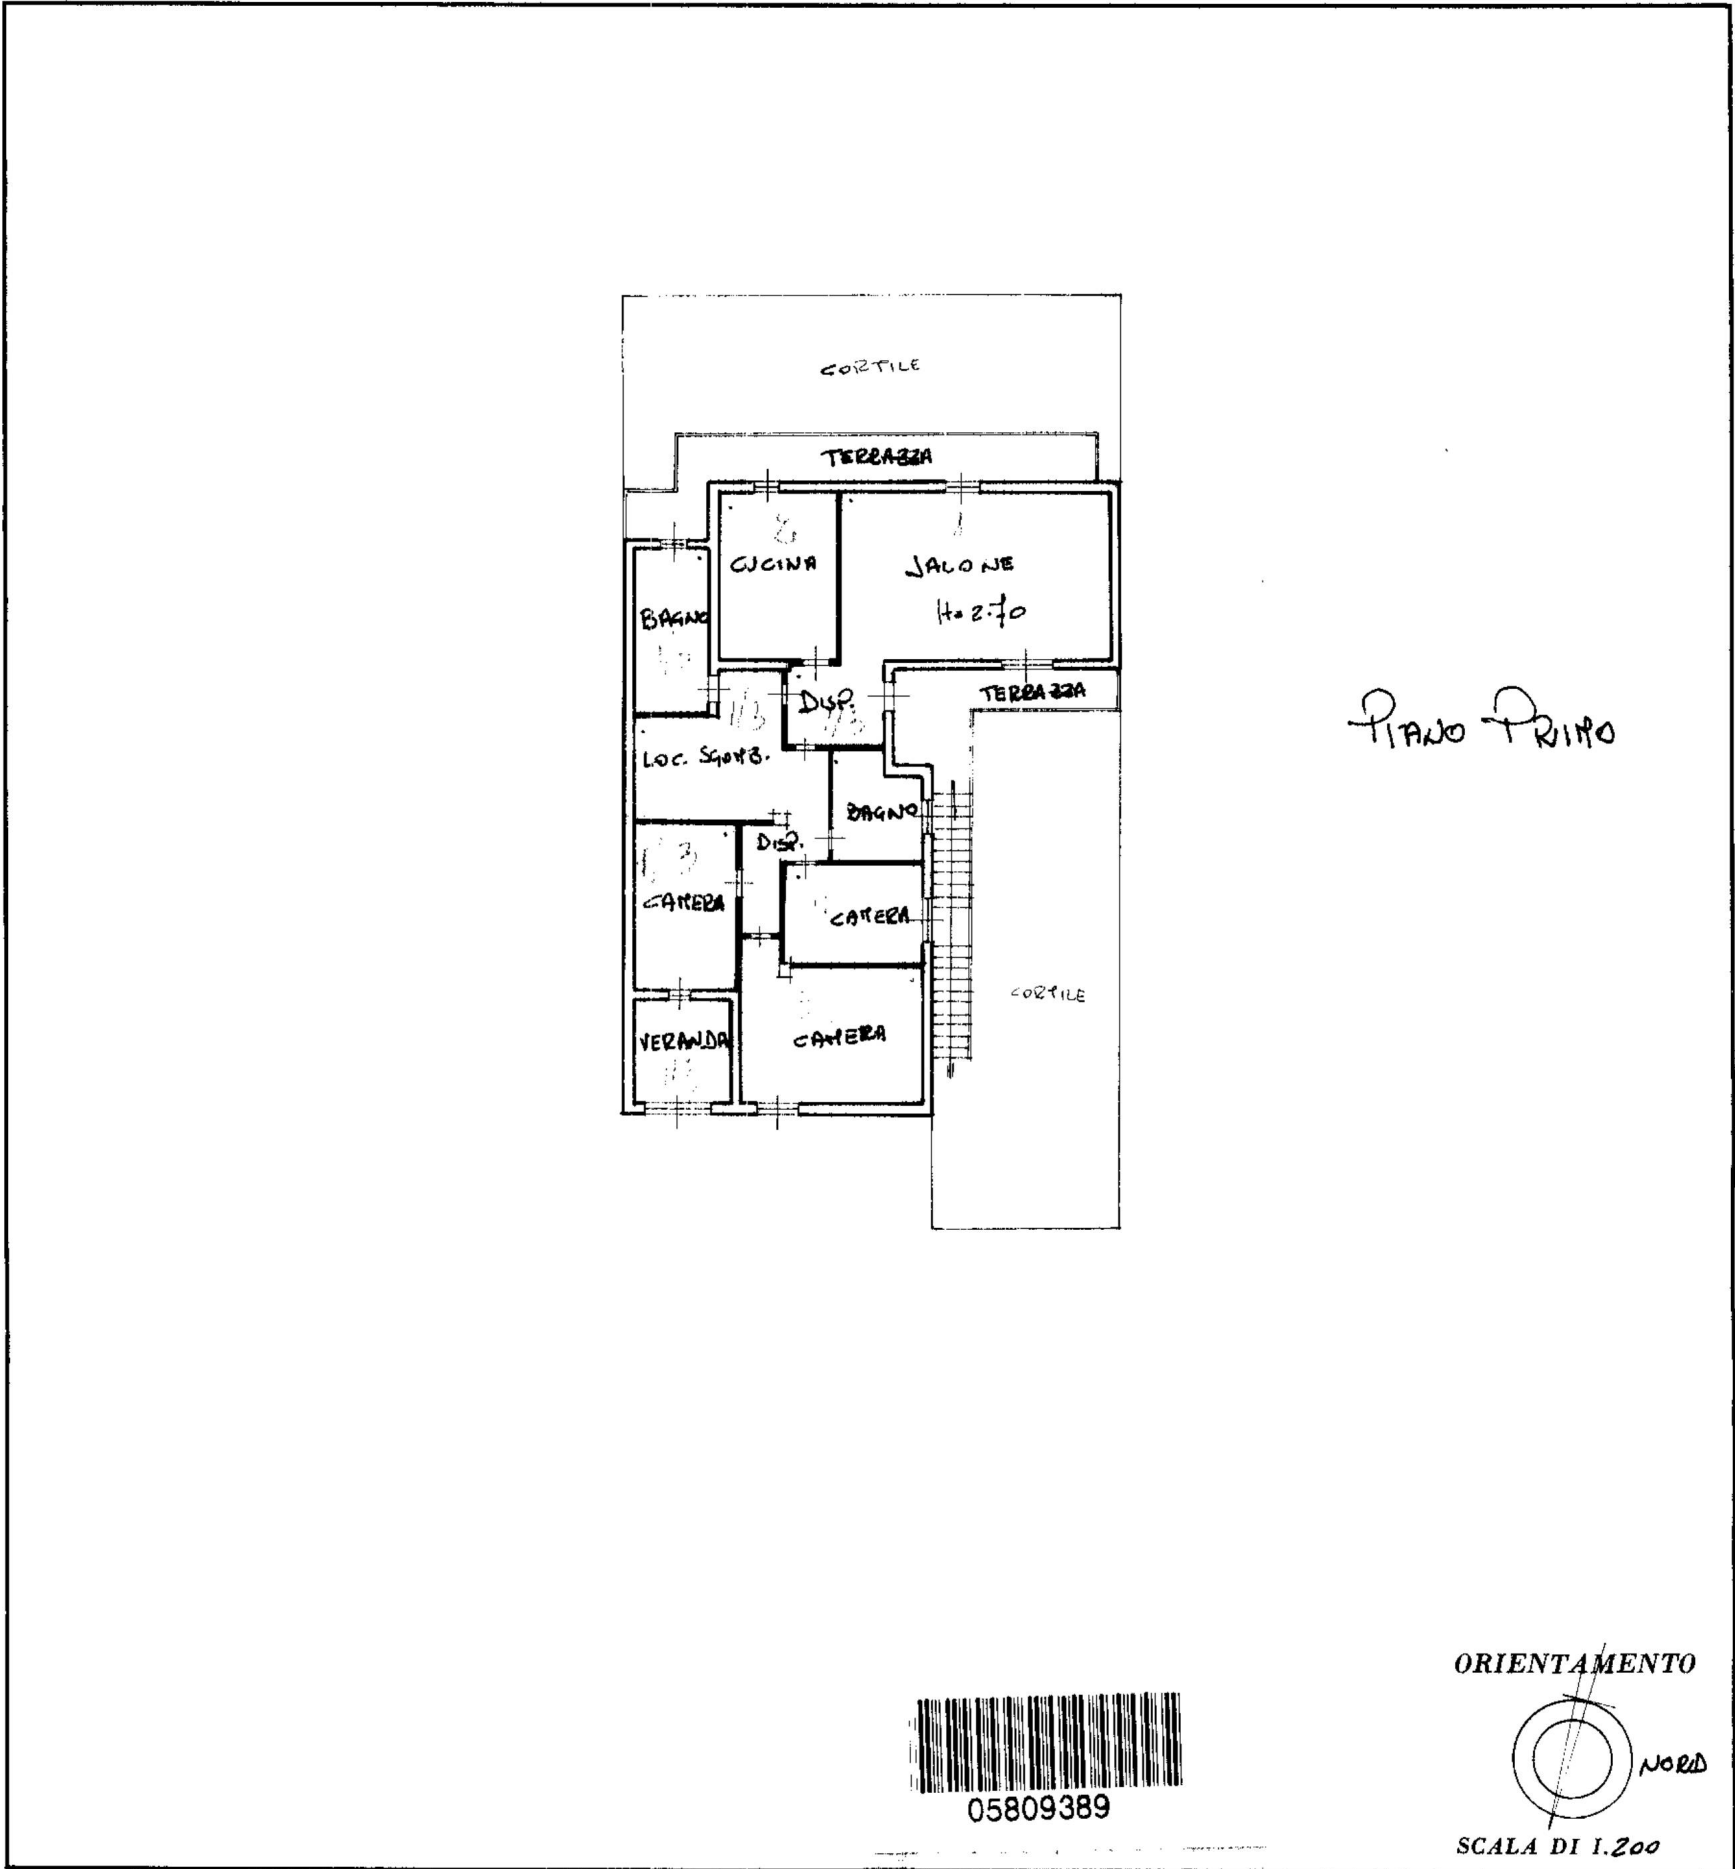 CORTILE
TERRAZZA
CUCINA
SALONE
H=2.70
BAGNO
TERRAZZA
DISP.
PIANO PRIMO
LOC. SGOMB.
BAGNO
DISP.
CAMERA
CAMERA
CORTILE
VERANDA
CAMERA
ORIENTAMENTO
NORD
05809389
SCALA DI 1.200